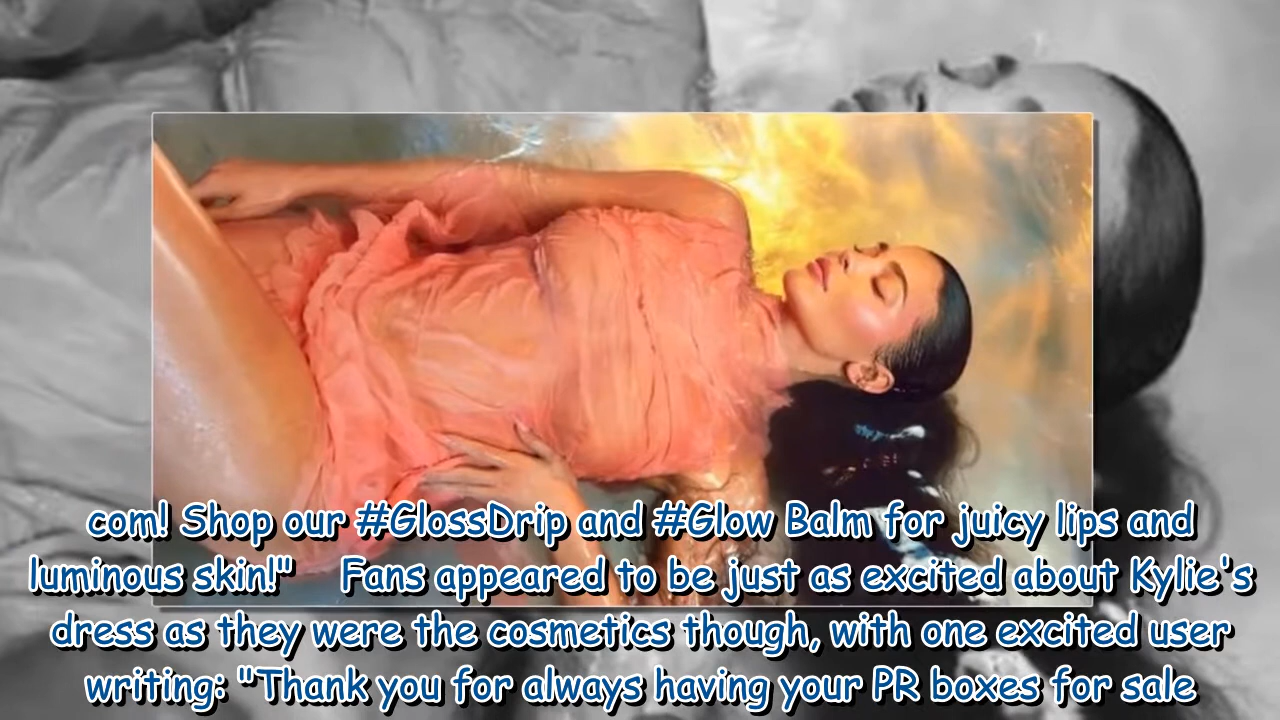 com! Shop our #GlossDrip and #Glow Balm for juicy lips and
luminous skin!"    Fans appeared to be just as excited about Kylie's
dress as they were the cosmetics though, with one excited user
writing: "Thank you for always having your PR boxes for sale